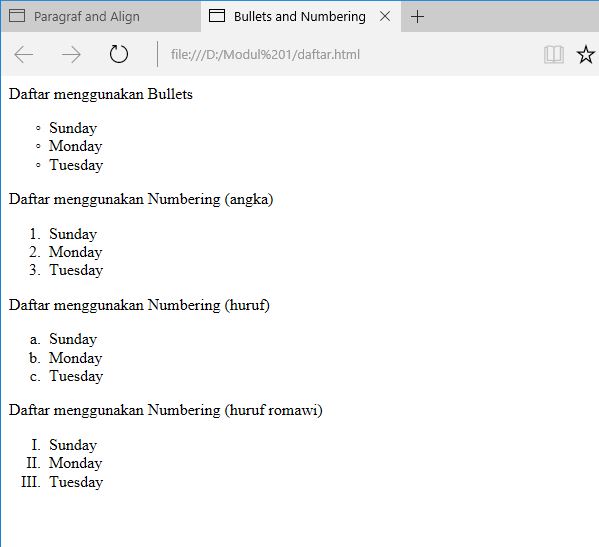 Paragraf and Align
Bullets and Numbering
file:///D:/Modul%201/daftar.html
Daftar menggunakan Bullets
Sunday
Monday
Tuesday
Daftar menggunakan Numbering (angka)
1. Sunday
2. Monday
3. Tuesday
Daftar menggunakan Numbering (huruf)
a. Sunday
b. Monday
c. Tuesday
Daftar menggunakan Numbering (huruf romawi)
I. Sunday
II. Monday
III. Tuesday